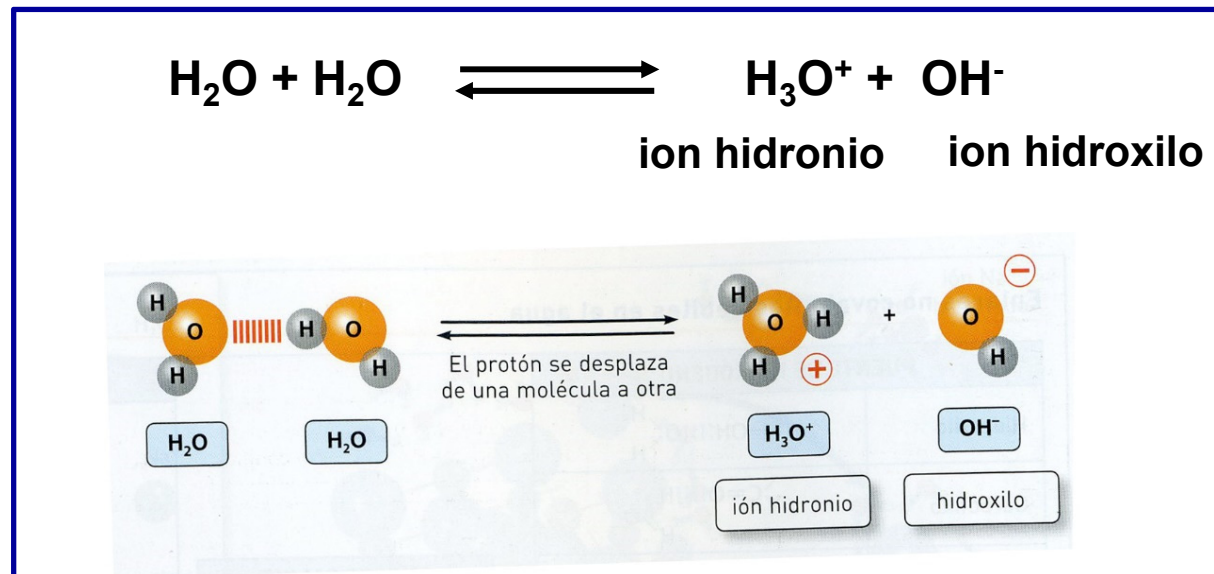 H₂O + H₂O ⇌ H₃O⁺ + OH⁻
ion hidronio ion hidroxilo
H O H H O H
El protón se desplaza
de una molécula a otra
H O H H + O H
+ −
H₂O H₂O H₃O⁺ OH⁻
ión hidronio hidroxilo